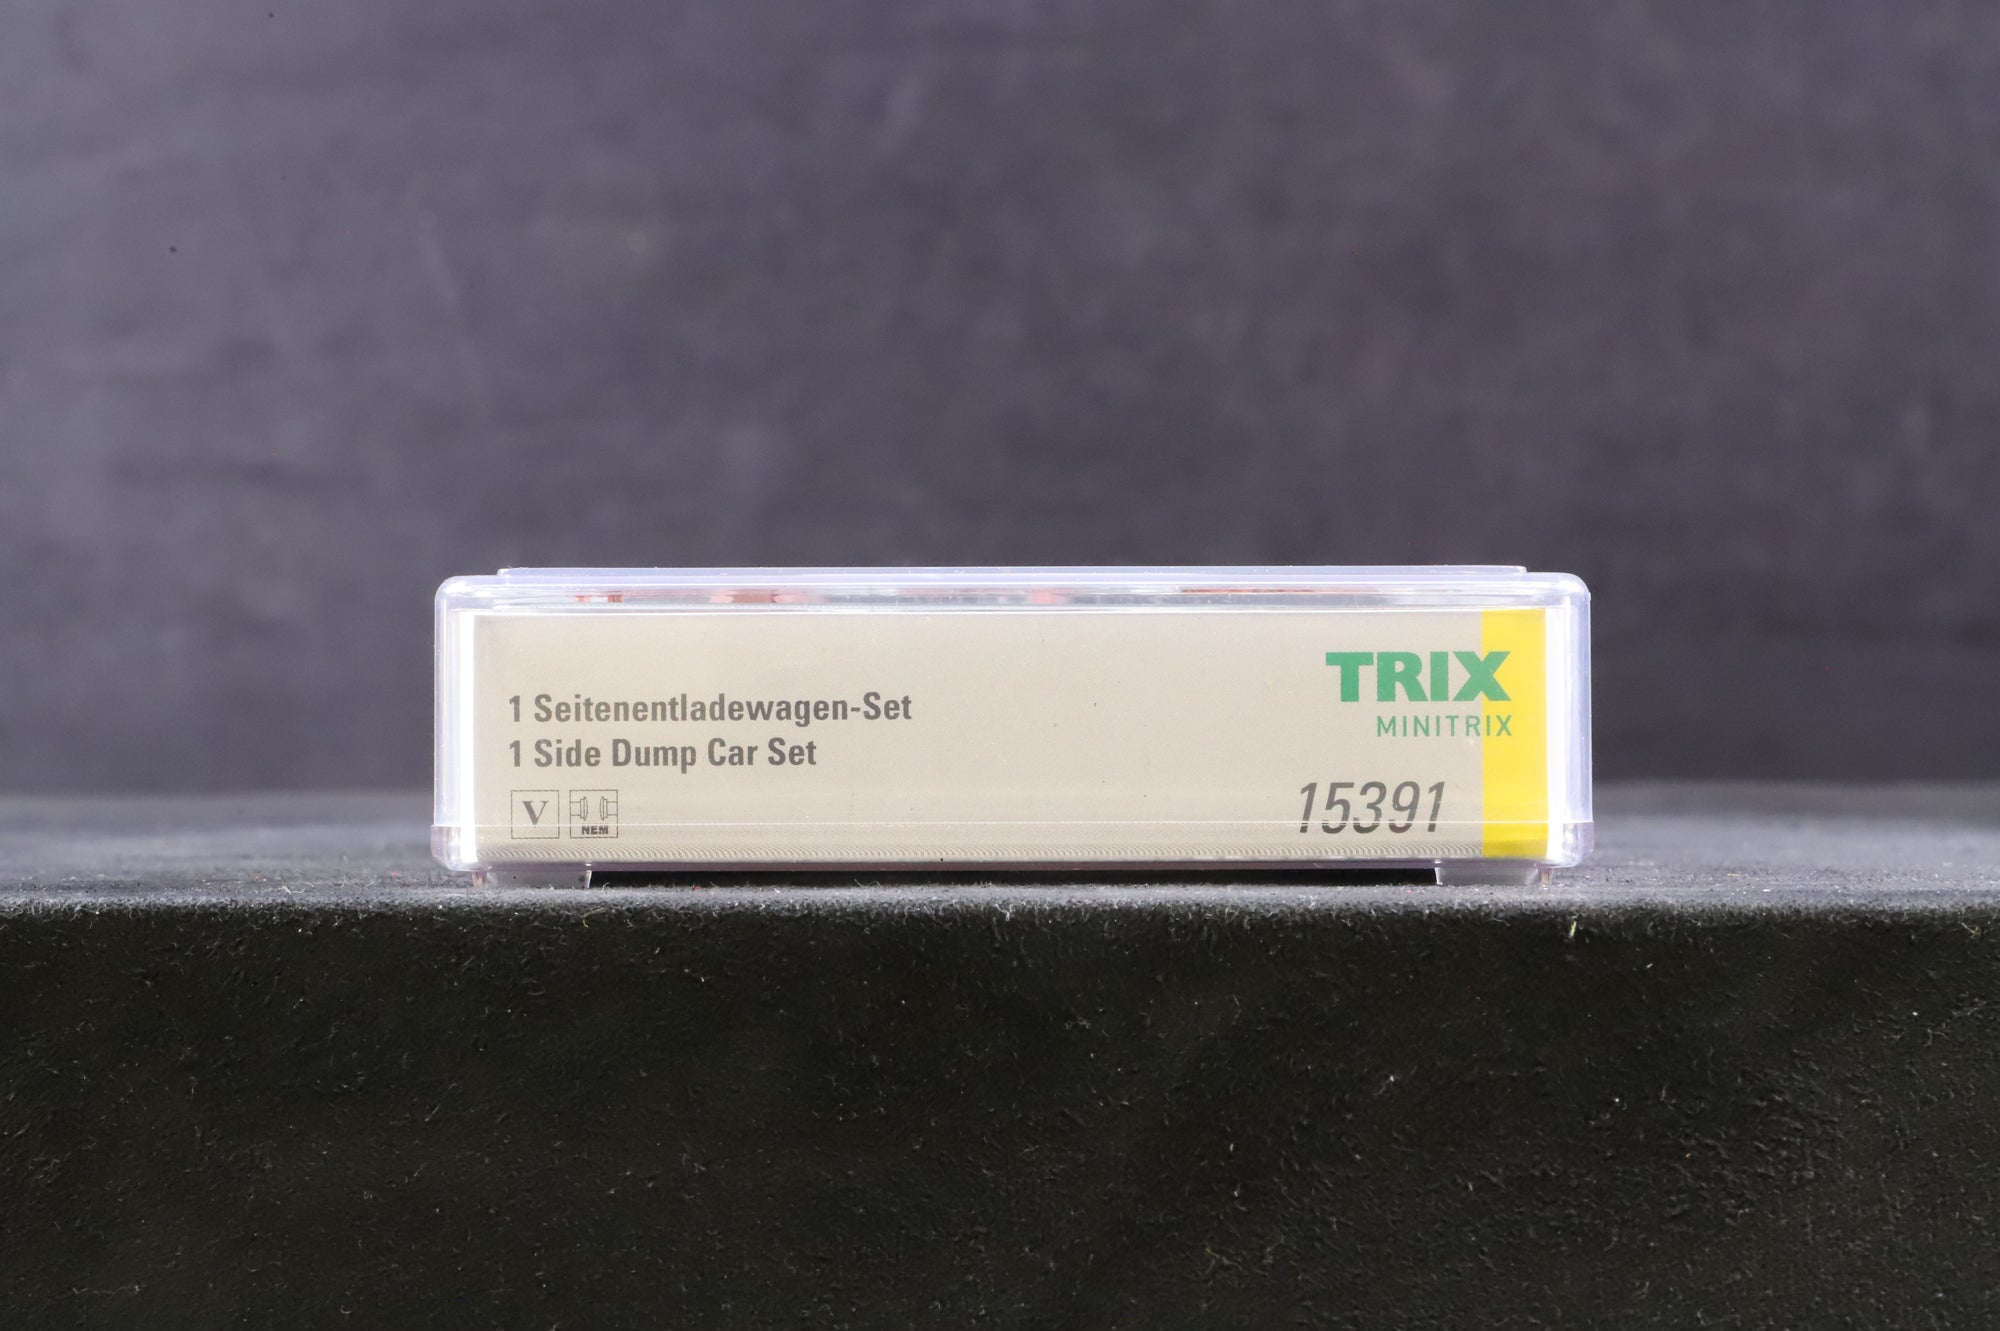 1 Seitenentladewagen-Set
1 Side Dump Car Set
V NEM
TRIX
MINITRIX
15391